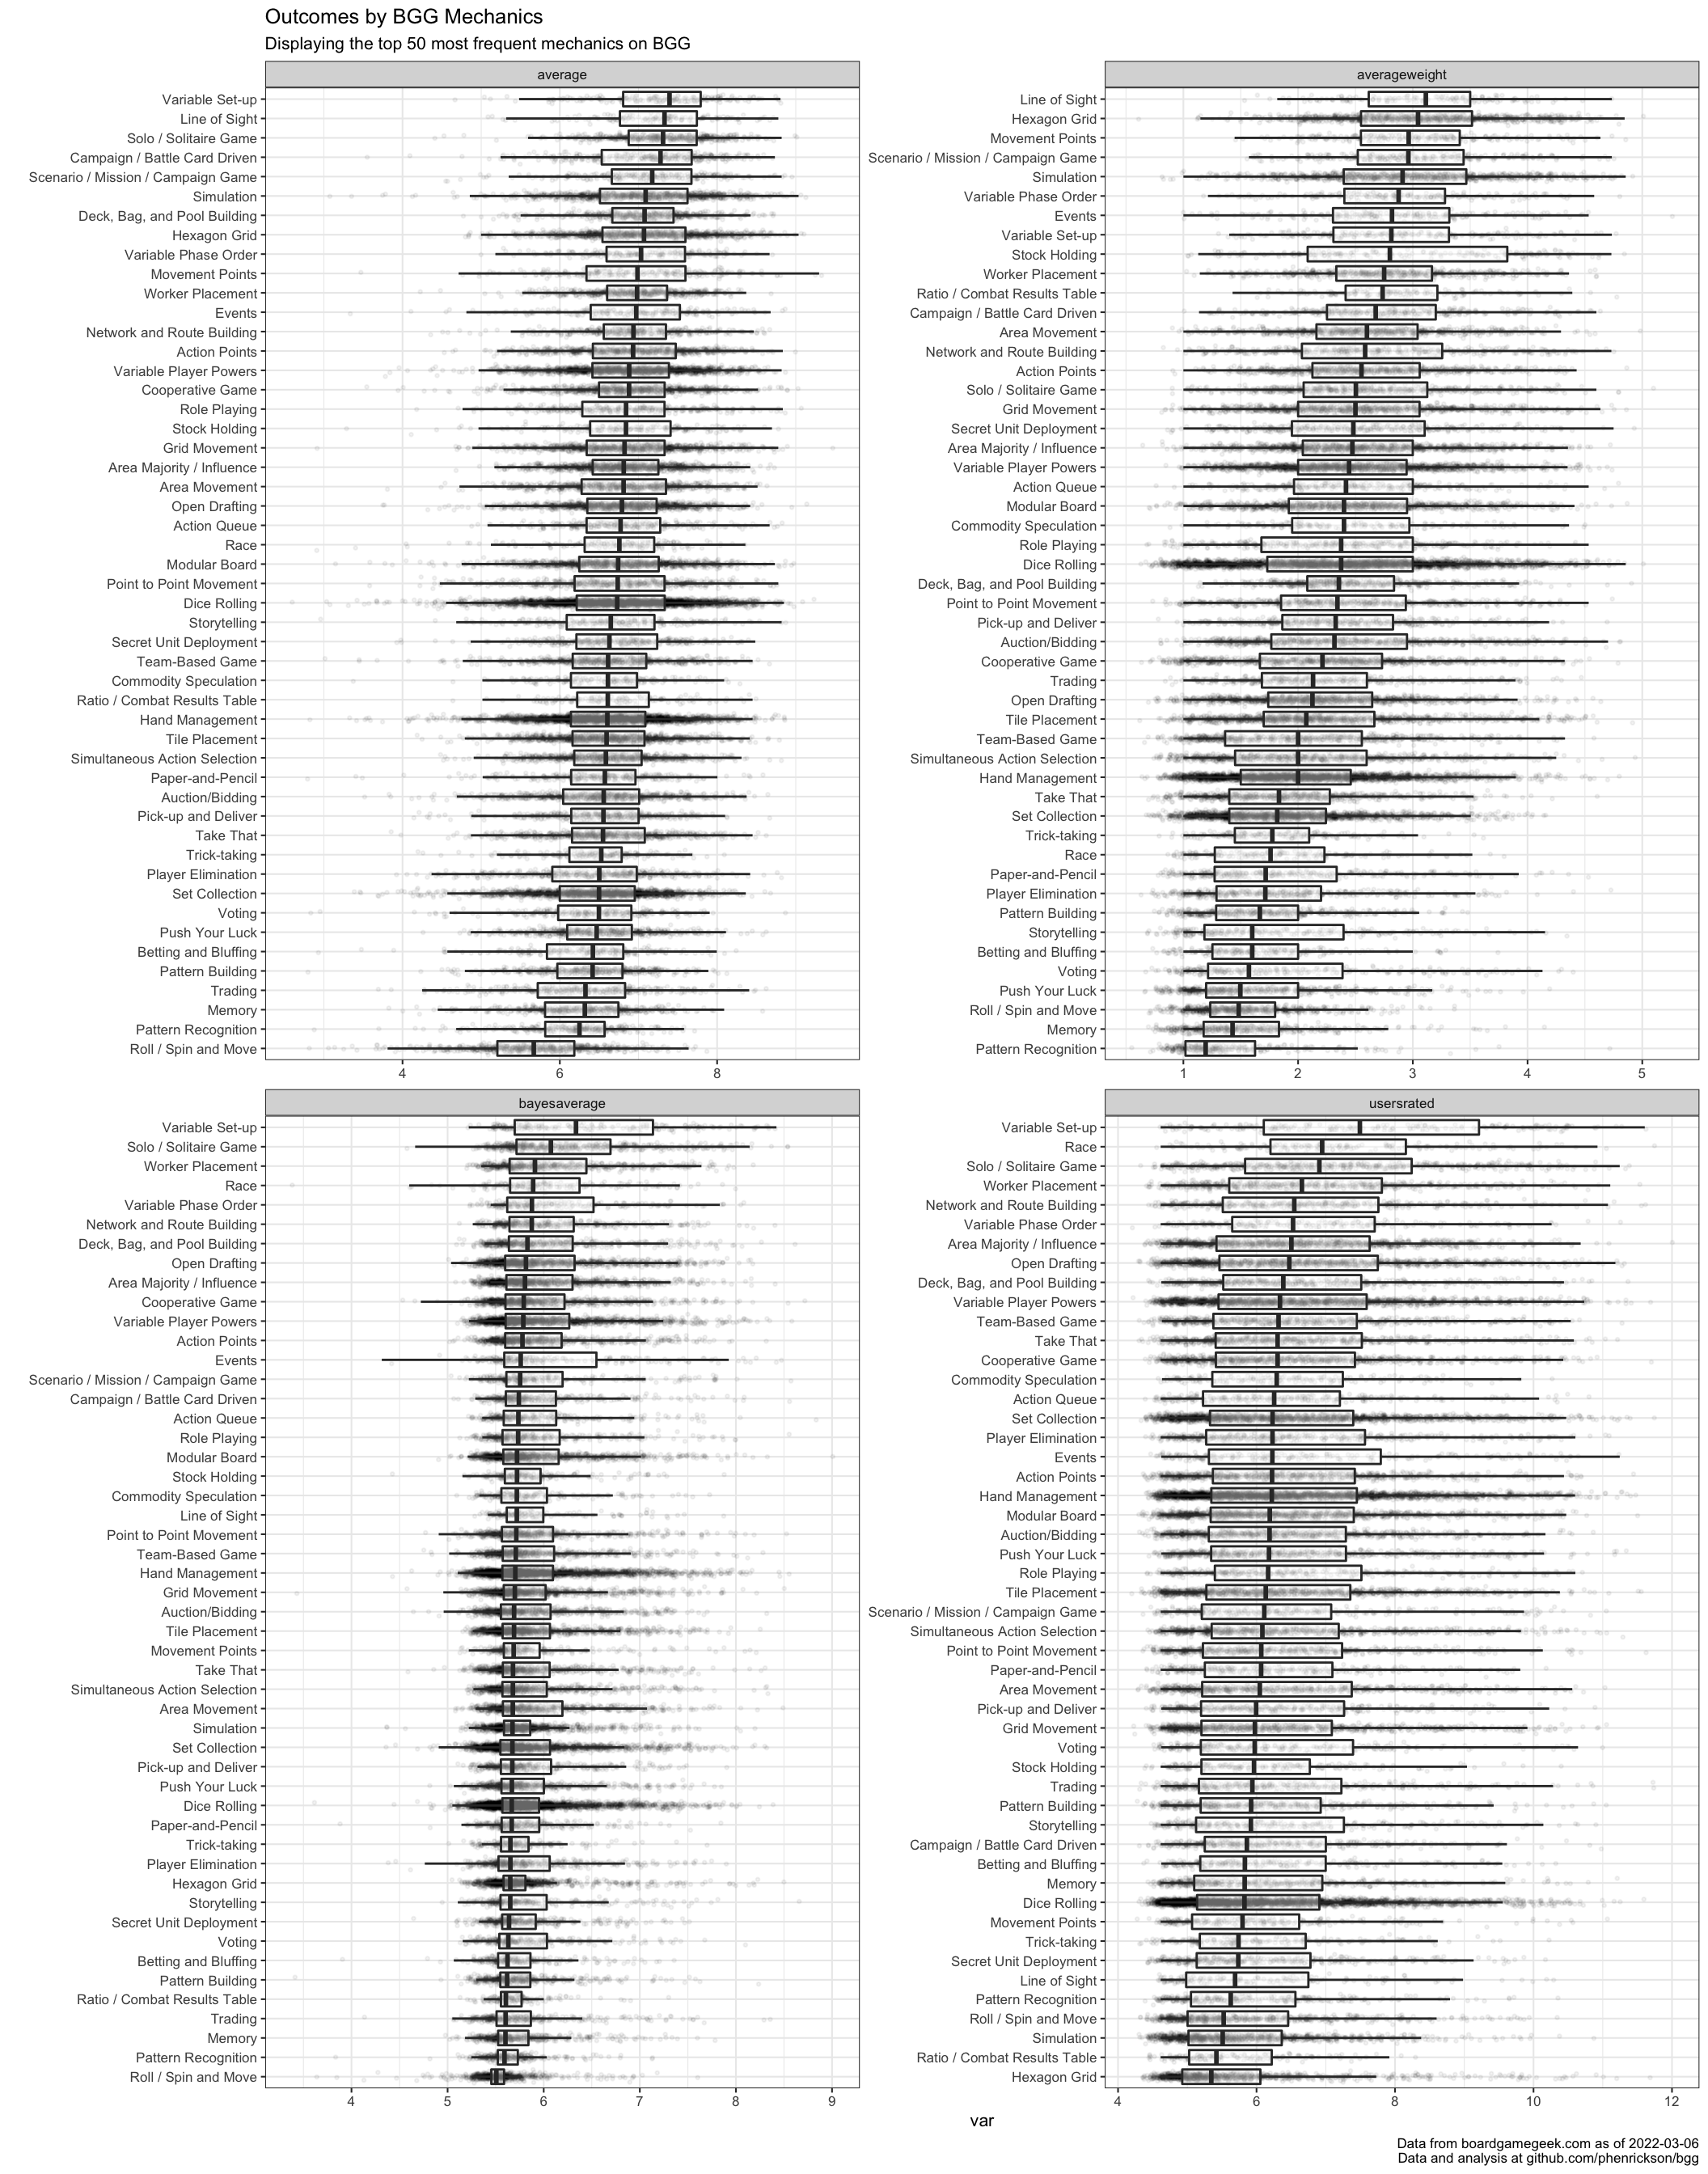 Outcomes by BGG Mechanics
Displaying the top 50 most frequent mechanics on BGG
average
Variable Set-up
Line of Sight
Solo / Solitaire Game
Campaign / Battle Card Driven
Scenario / Mission / Campaign Game
Simulation
Deck, Bag, and Pool Building
Hexagon Grid
Variable Phase Order
Movement Points
Worker Placement
Events
Network and Route Building
Action Points
Variable Player Powers
Cooperative Game
Role Playing
Stock Holding
Grid Movement
Area Majority / Influence
Area Movement
Open Drafting
Action Queue
Race
Modular Board
Point to Point Movement
Dice Rolling
Storytelling
Secret Unit Deployment
Team-Based Game
Commodity Speculation
Ratio / Combat Results Table
Hand Management
Tile Placement
Simultaneous Action Selection
Paper-and-Pencil
Auction/Bidding
Pick-up and Deliver
Take That
Trick-taking
Player Elimination
Set Collection
Voting
Push Your Luck
Betting and Bluffing
Pattern Building
Trading
Memory
Pattern Recognition
Roll / Spin and Move
4 6 8
averageweight
Line of Sight
Hexagon Grid
Movement Points
Scenario / Mission / Campaign Game
Simulation
Variable Phase Order
Events
Variable Set-up
Stock Holding
Worker Placement
Ratio / Combat Results Table
Campaign / Battle Card Driven
Area Movement
Network and Route Building
Action Points
Solo / Solitaire Game
Grid Movement
Secret Unit Deployment
Area Majority / Influence
Variable Player Powers
Action Queue
Modular Board
Commodity Speculation
Role Playing
Dice Rolling
Deck, Bag, and Pool Building
Point to Point Movement
Pick-up and Deliver
Auction/Bidding
Cooperative Game
Trading
Open Drafting
Tile Placement
Team-Based Game
Simultaneous Action Selection
Hand Management
Take That
Set Collection
Trick-taking
Race
Paper-and-Pencil
Player Elimination
Pattern Building
Storytelling
Betting and Bluffing
Voting
Push Your Luck
Roll / Spin and Move
Memory
Pattern Recognition
1 2 3 4 5
bayesaverage
Variable Set-up
Solo / Solitaire Game
Worker Placement
Race
Variable Phase Order
Network and Route Building
Deck, Bag, and Pool Building
Open Drafting
Area Majority / Influence
Cooperative Game
Variable Player Powers
Action Points
Events
Scenario / Mission / Campaign Game
Campaign / Battle Card Driven
Action Queue
Role Playing
Modular Board
Stock Holding
Commodity Speculation
Line of Sight
Point to Point Movement
Team-Based Game
Hand Management
Grid Movement
Auction/Bidding
Tile Placement
Movement Points
Take That
Simultaneous Action Selection
Area Movement
Simulation
Set Collection
Pick-up and Deliver
Push Your Luck
Dice Rolling
Paper-and-Pencil
Trick-taking
Player Elimination
Hexagon Grid
Storytelling
Secret Unit Deployment
Voting
Betting and Bluffing
Pattern Building
Ratio / Combat Results Table
Trading
Memory
Pattern Recognition
Roll / Spin and Move
4 5 6 7 8 9
usersrated
Variable Set-up
Race
Solo / Solitaire Game
Worker Placement
Network and Route Building
Variable Phase Order
Area Majority / Influence
Open Drafting
Deck, Bag, and Pool Building
Variable Player Powers
Team-Based Game
Take That
Cooperative Game
Commodity Speculation
Action Queue
Set Collection
Player Elimination
Events
Action Points
Hand Management
Modular Board
Auction/Bidding
Push Your Luck
Role Playing
Tile Placement
Scenario / Mission / Campaign Game
Simultaneous Action Selection
Point to Point Movement
Paper-and-Pencil
Area Movement
Pick-up and Deliver
Grid Movement
Voting
Stock Holding
Trading
Pattern Building
Storytelling
Campaign / Battle Card Driven
Betting and Bluffing
Memory
Dice Rolling
Movement Points
Trick-taking
Secret Unit Deployment
Line of Sight
Pattern Recognition
Roll / Spin and Move
Simulation
Ratio / Combat Results Table
Hexagon Grid
4 6 8 10 12
var
Data from boardgamegeek.com as of 2022-03-06
Data and analysis at github.com/phenrickson/bgg